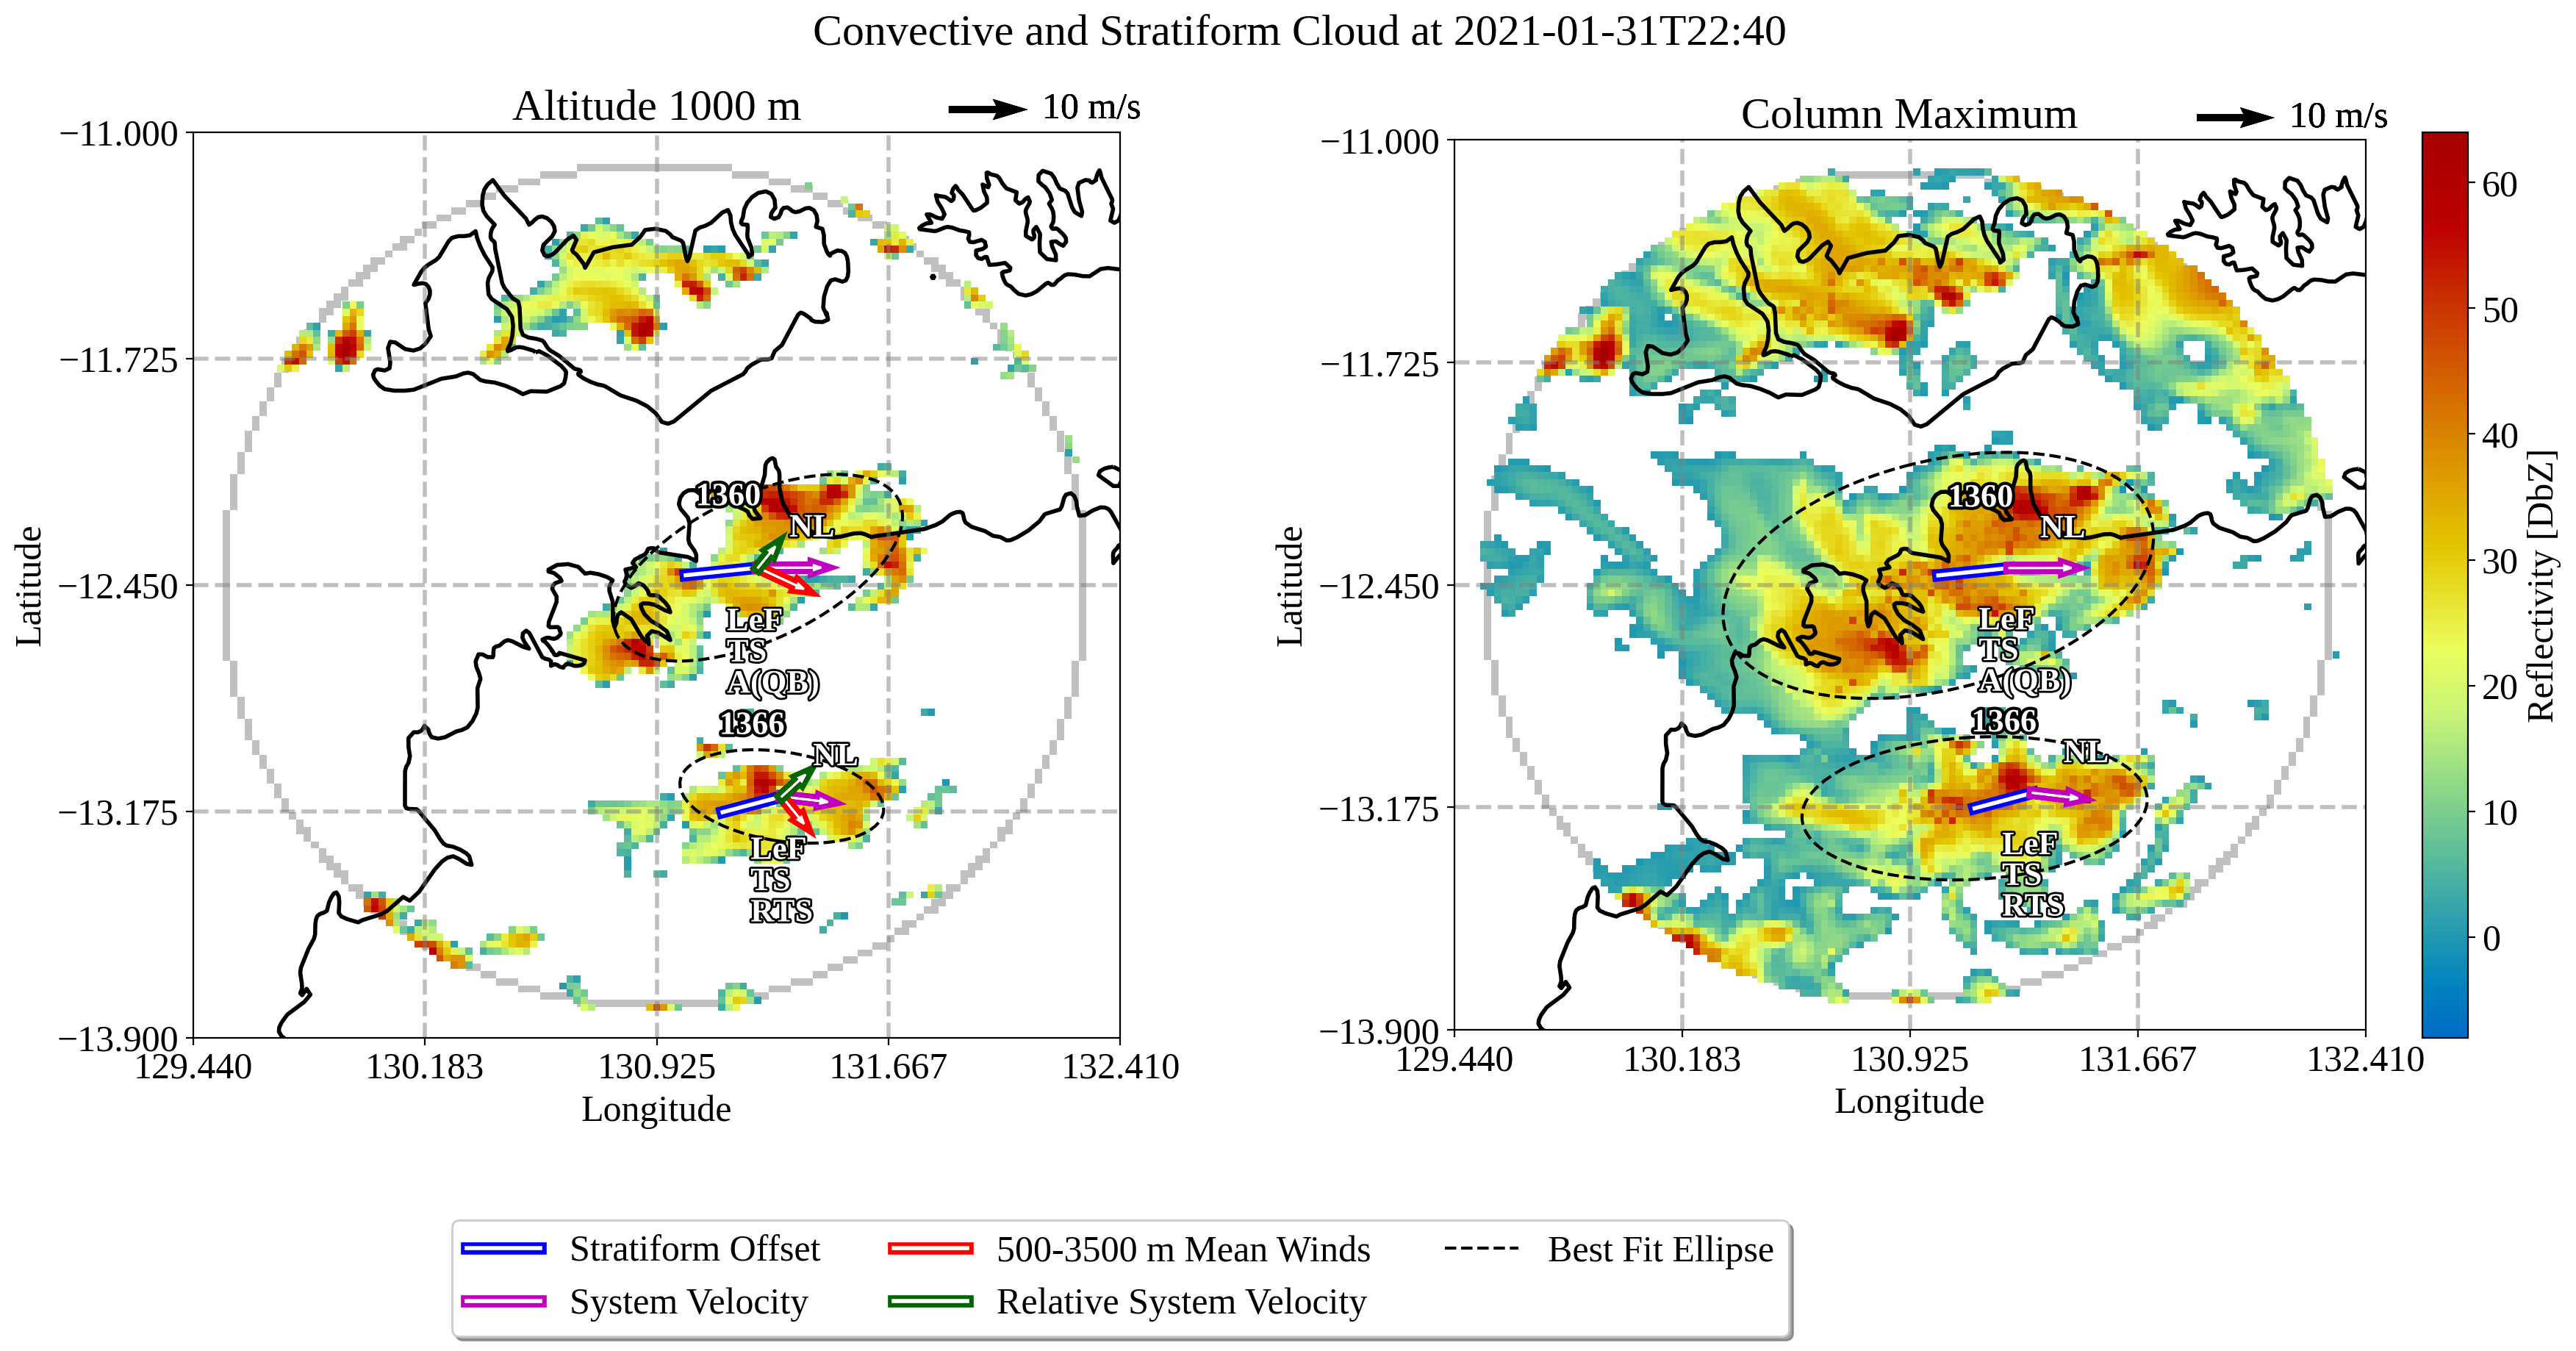 Convective and Stratiform Cloud at 2021-01-31T22:40
Altitude 1000 m
10 m/s
−11.000
−11.725
−12.450
−13.175
−13.900
Latitude
129.440
130.183
130.925
131.667
132.410
Longitude
1360
NL
LeF
TS
A(QB)
1366
NL
LeF
TS
RTS
Column Maximum
10 m/s
−11.000
−11.725
−12.450
−13.175
−13.900
Latitude
129.440
130.183
130.925
131.667
132.410
Longitude
1360
NL
LeF
TS
A(QB)
1366
NL
LeF
TS
RTS
60
50
40
30
20
10
0
Reflectivity [DbZ]
Stratiform Offset
System Velocity
500-3500 m Mean Winds
Relative System Velocity
Best Fit Ellipse